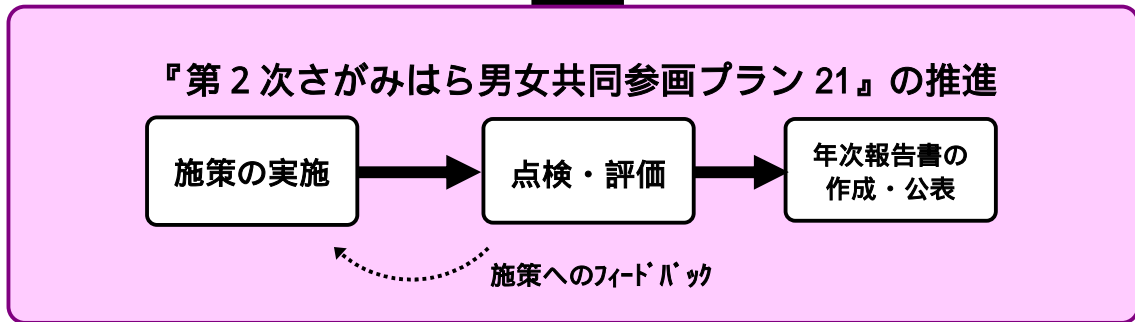 『第２次さがみはら男女共同参画プラン 21』の推進
施策の実施
点検・評価
年次報告書の
作成・公表
施策へのﾌｨｰﾄﾞﾊﾞｯｸ